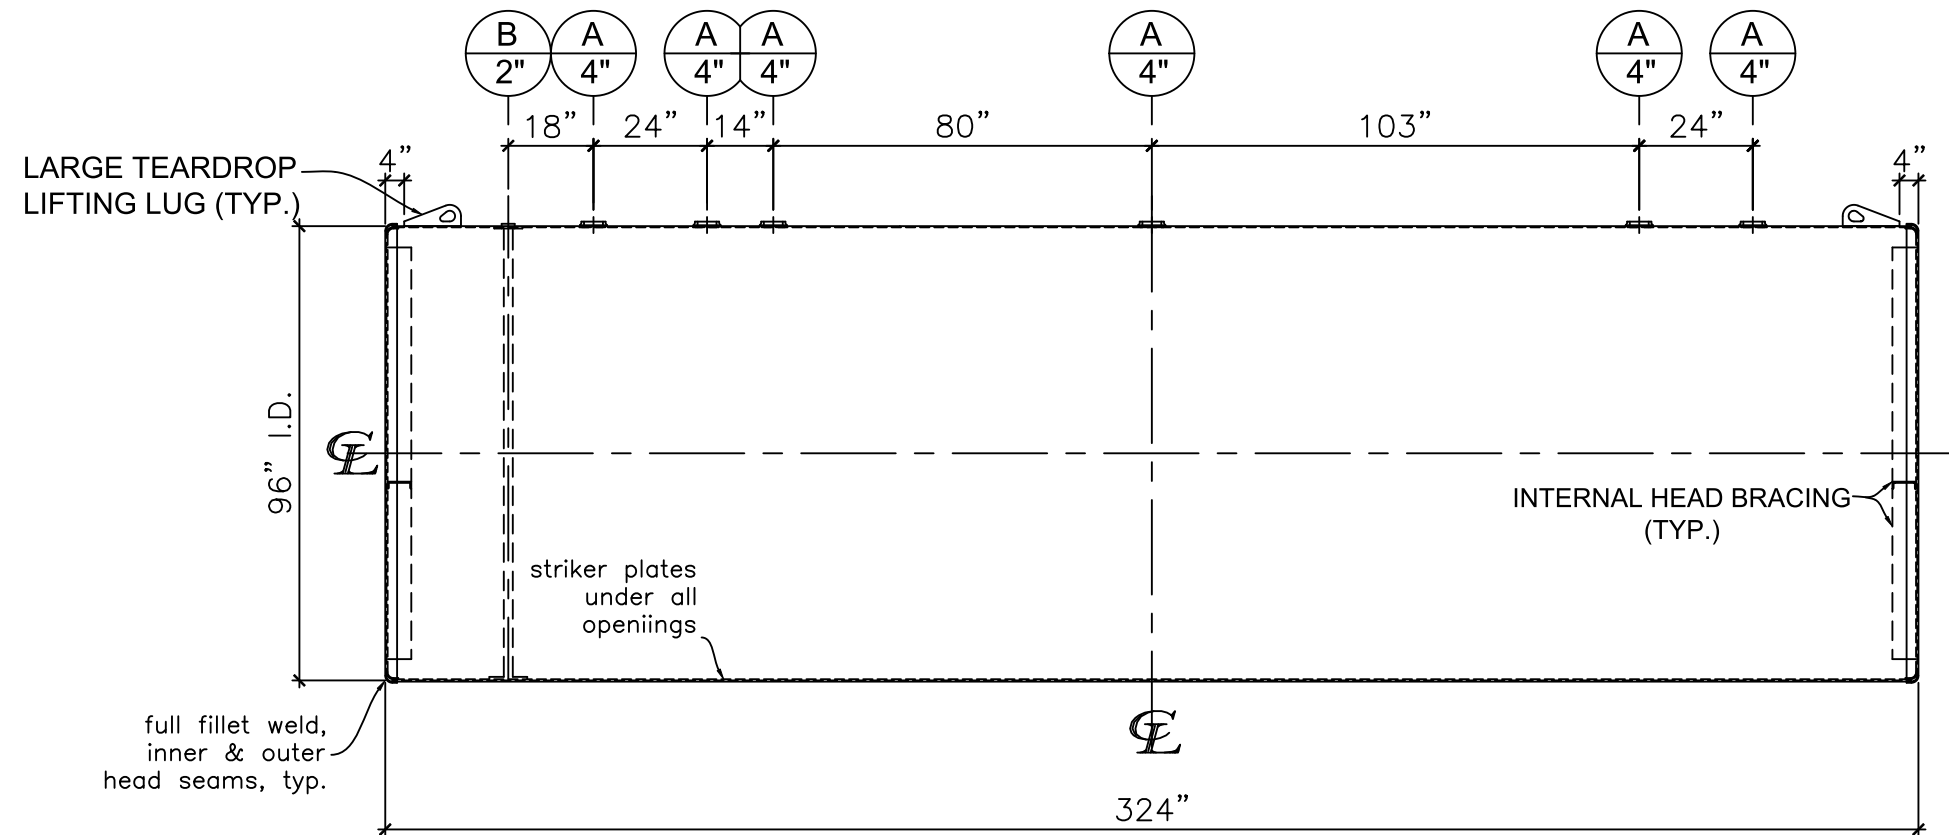 B A A A A A A
2" 4" 4" 4" 4" 4" 4"
18” 24” 14” 80” 103” 24”
4” 4”
LARGE TEARDROP
LIFTING LUG (TYP.)
96” I.D.
CL
INTERNAL HEAD BRACING
(TYP.)
striker plates
under all
openiings
full fillet weld,
inner & outer
head seams, typ.
CL
324”